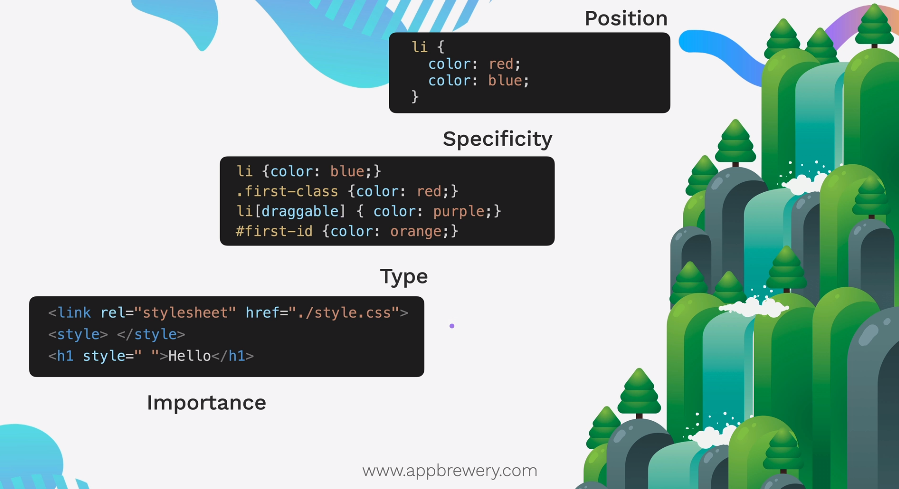 Position
li {
  color: red;
  color: blue;
}
Specificity
li {color: blue;}
.first-class {color: red;}
li[draggable] { color: purple;}
#first-id {color: orange;}
Type
<link rel="stylesheet" href="./style.css">
<style> </style>
<h1 style=" ">Hello</h1>
Importance
www.appbrewery.com